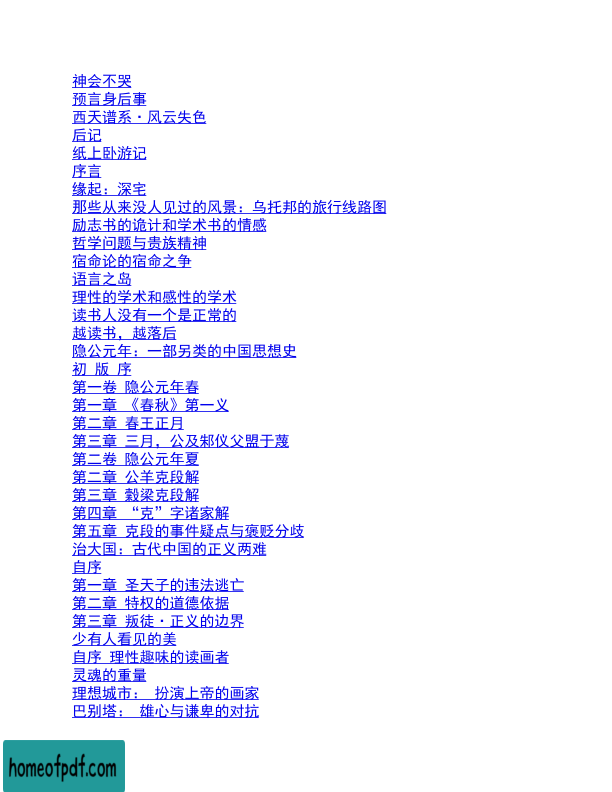 神会不哭
预言身后事
西天谱系·风云失色
后记
纸上卧游记
序言
缘起：深宅
那些从来没人见过的风景：乌托邦的旅行线路图
励志书的诡计和学术书的情感
哲学问题与贵族精神
宿命论的宿命之争
语言之岛
理性的学术和感性的学术
读书人没有一个是正常的
越读书，越落后
隐公元年：一部另类的中国思想史
初 版 序
第一卷 隐公元年春
第一章 《春秋》第一义
第二章 春王正月
第三章 三月，公及邾仪父盟于蔑
第二卷 隐公元年夏
第二章 公羊克段解
第三章 穀梁克段解
第四章 “克”字诸家解
第五章 克段的事件疑点与褒贬分歧
治大国：古代中国的正义两难
自序
第一章 圣天子的违法逃亡
第二章 特权的道德依据
第三章 叛徒·正义的边界
少有人看见的美
自序 理性趣味的读画者
灵魂的重量
理想城市： 扮演上帝的画家
巴别塔： 雄心与谦卑的对抗
homeofpdf.com